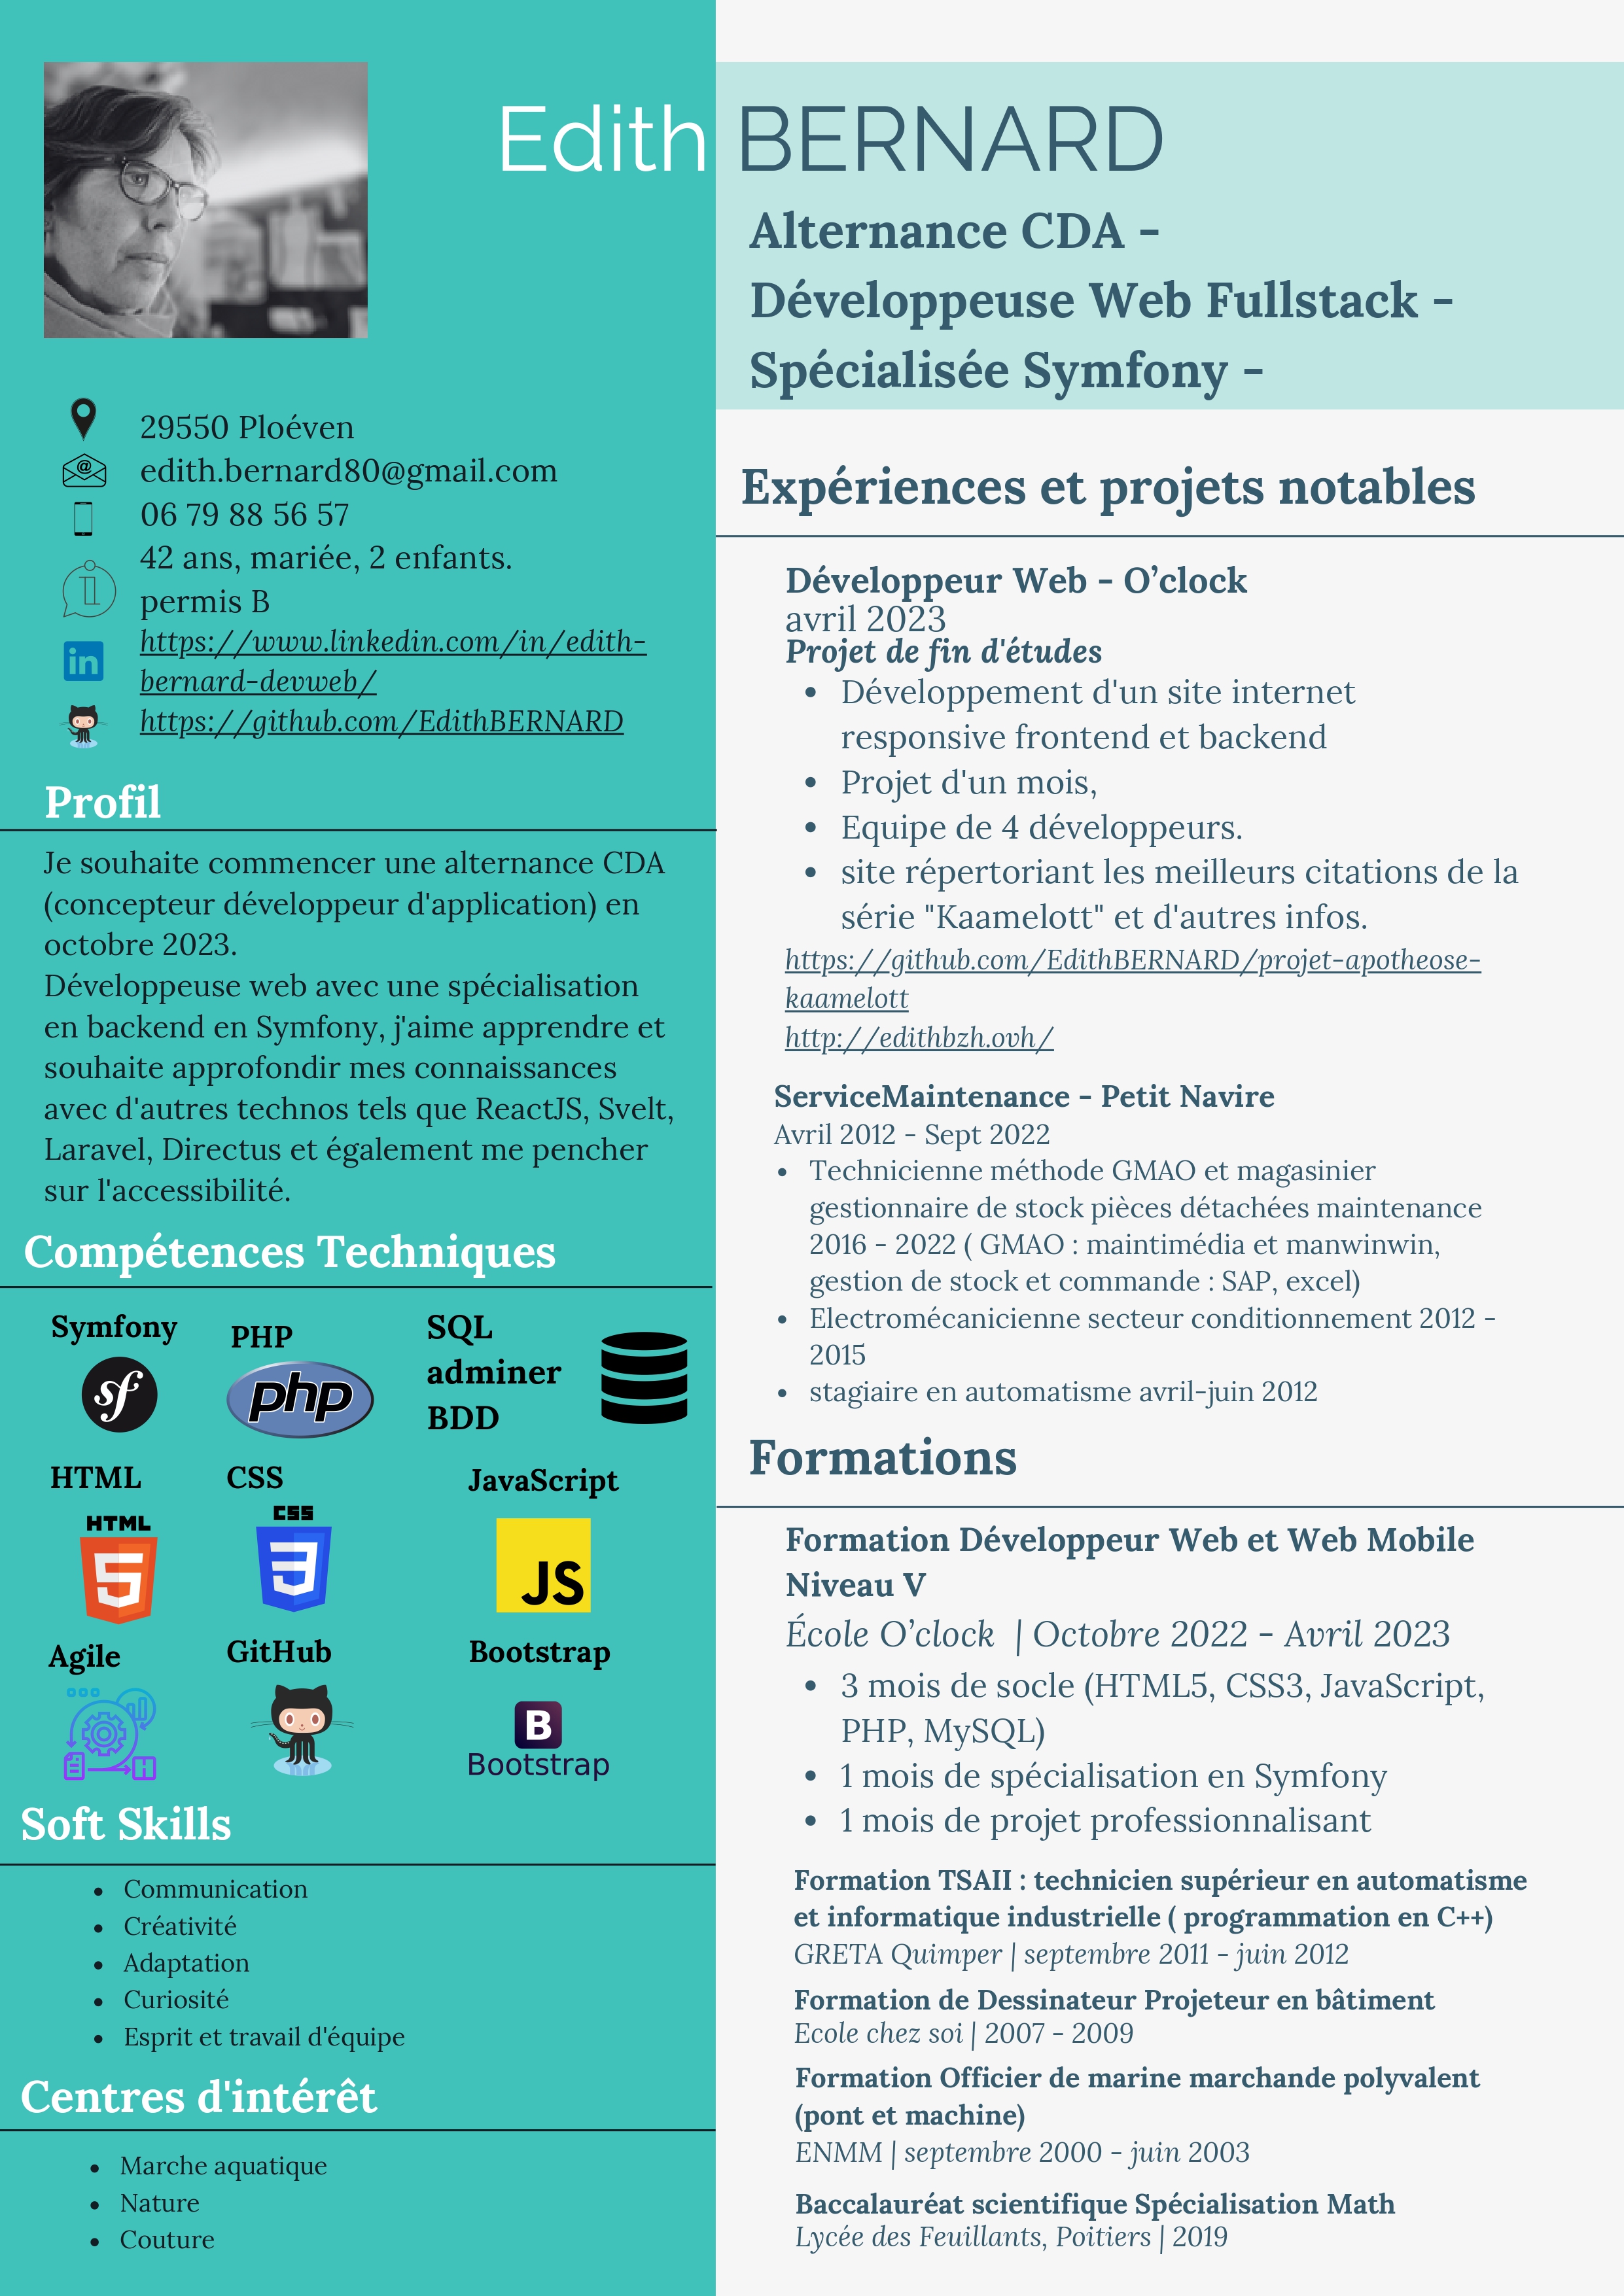 Edith BERNARD
Alternance CDA -
Développeuse Web Fullstack -
Spécialisée Symfony -
29550 Ploéven
@
edith.bernard80@gmail.com
06 79 88 56 57
42 ans, mariée, 2 enfants.
permis B
https://www.linkedin.com/in/edith-
in
bernard-devweb/
https://github.com/EdithBERNARD
Profil
Je souhaite commencer une alternance CDA
(concepteur développeur d'application) en
octobre 2023.
Développeuse web avec une spécialisation
en backend en Symfony, j'aime apprendre et
souhaite approfondir mes connaissances
avec d'autres technos tels que ReactJS, Svelt,
Laravel, Directus et également me pencher
sur l'accessibilité.
Compétences Techniques
Symfony
sf
PHP
php
SQL
adminer
BDD
HTML
HTML
5
CSS
CSS
3
JavaScript
JS
Agile
GitHub
Bootstrap
B
Bootstrap
Soft Skills
• Communication
• Créativité
• Adaptation
• Curiosité
• Esprit et travail d'équipe
Centres d'intérêt
• Marche aquatique
• Nature
• Couture
Expériences et projets notables
Développeur Web - O’clock
avril 2023
Projet de fin d'études
• Développement d'un site internet
responsive frontend et backend
• Projet d'un mois,
• Equipe de 4 développeurs.
• site répertoriant les meilleurs citations de la
série "Kaamelott" et d'autres infos.
https://github.com/EdithBERNARD/projet-apotheose-
kaamelott
http://edithbzh.ovh/
ServiceMaintenance - Petit Navire
Avril 2012 - Sept 2022
• Technicienne méthode GMAO et magasinier
gestionnaire de stock pièces détachées maintenance
2016 - 2022 ( GMAO : maintimédia et manwinwin,
gestion de stock et commande : SAP, excel)
• Electromécanicienne secteur conditionnement 2012 -
2015
• stagiaire en automatisme avril-juin 2012
Formations
Formation Développeur Web et Web Mobile
Niveau V
École O’clock | Octobre 2022 - Avril 2023
• 3 mois de socle (HTML5, CSS3, JavaScript,
PHP, MySQL)
• 1 mois de spécialisation en Symfony
• 1 mois de projet professionnalisant
Formation TSAII : technicien supérieur en automatisme
et informatique industrielle ( programmation en C++)
GRETA Quimper | septembre 2011 - juin 2012
Formation de Dessinateur Projeteur en bâtiment
Ecole chez soi | 2007 - 2009
Formation Officier de marine marchande polyvalent
(pont et machine)
ENMM | septembre 2000 - juin 2003
Baccalauréat scientifique Spécialisation Math
Lycée des Feuillants, Poitiers | 2019